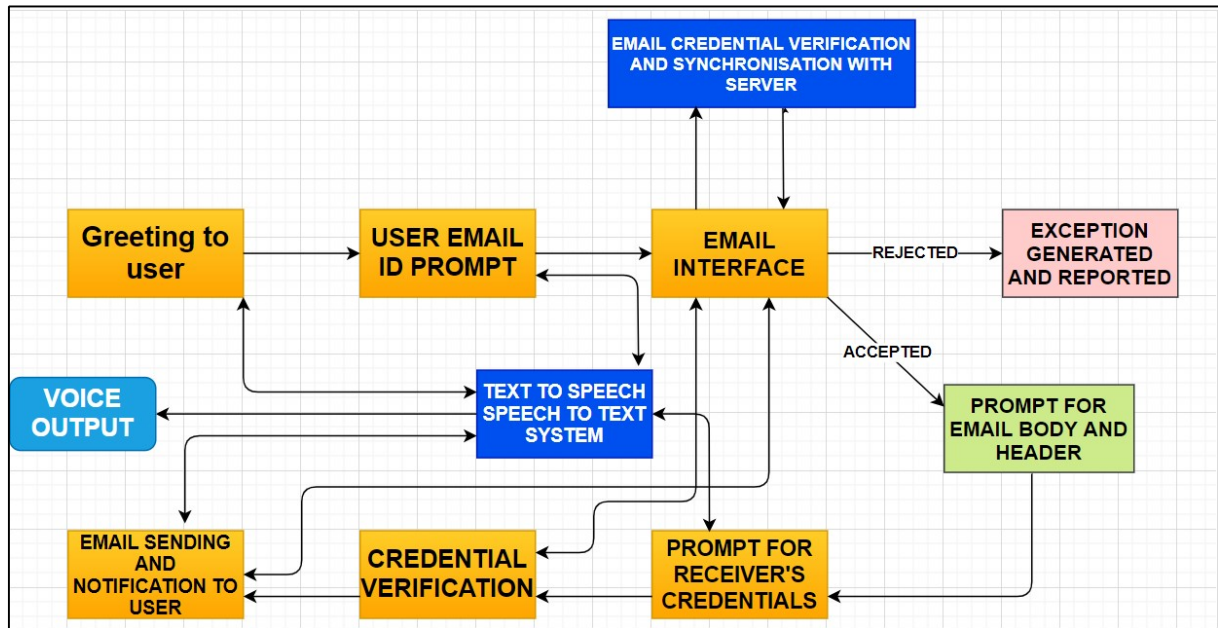 EMAIL CREDENTIAL VERIFICATION
AND SYNCHRONISATION WITH
SERVER
Greeting to
user
USER EMAIL
ID PROMPT
EMAIL
INTERFACE
REJECTED
EXCEPTION
GENERATED
AND REPORTED
ACCEPTED
VOICE
OUTPUT
TEXT TO SPEECH
SPEECH TO TEXT
SYSTEM
PROMPT FOR
EMAIL BODY AND
HEADER
EMAIL SENDING
AND
NOTIFICATION TO
USER
CREDENTIAL
VERIFICATION
PROMPT FOR
RECEIVER'S
CREDENTIALS